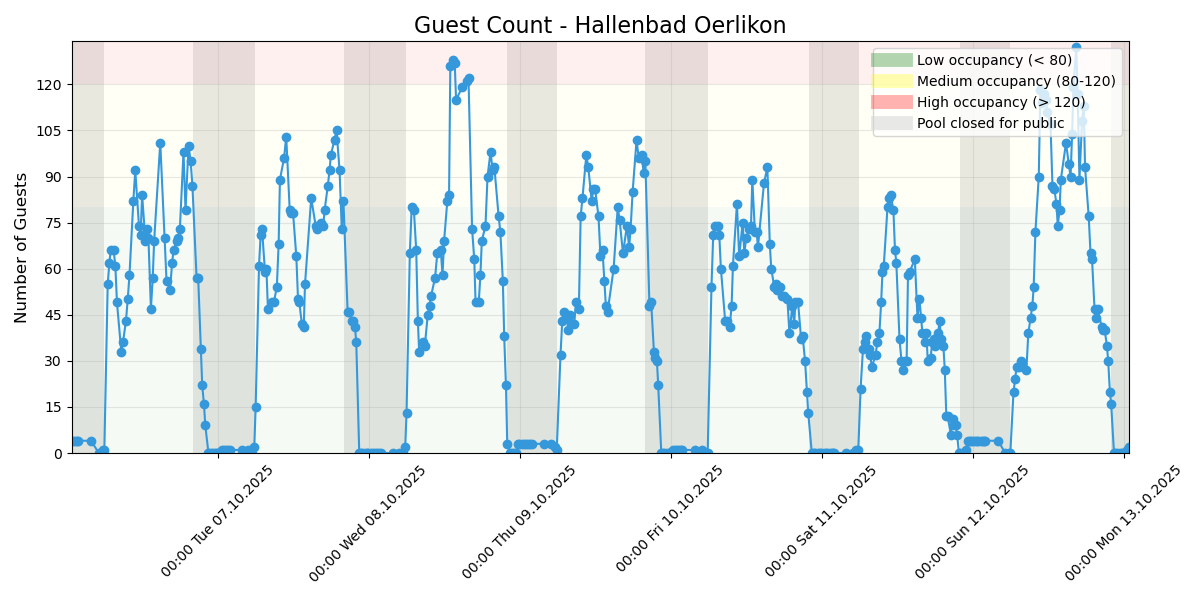 Guest Count - Hallenbad Oerlikon
Number of Guests
120
105
90
75
60
45
30
15
0
Low occupancy (< 80)
Medium occupancy (80-120)
High occupancy (> 120)
Pool closed for public
00:00 Tue 07.10.2025
00:00 Wed 08.10.2025
00:00 Thu 09.10.2025
00:00 Fri 10.10.2025
00:00 Sat 11.10.2025
00:00 Sun 12.10.2025
00:00 Mon 13.10.2025